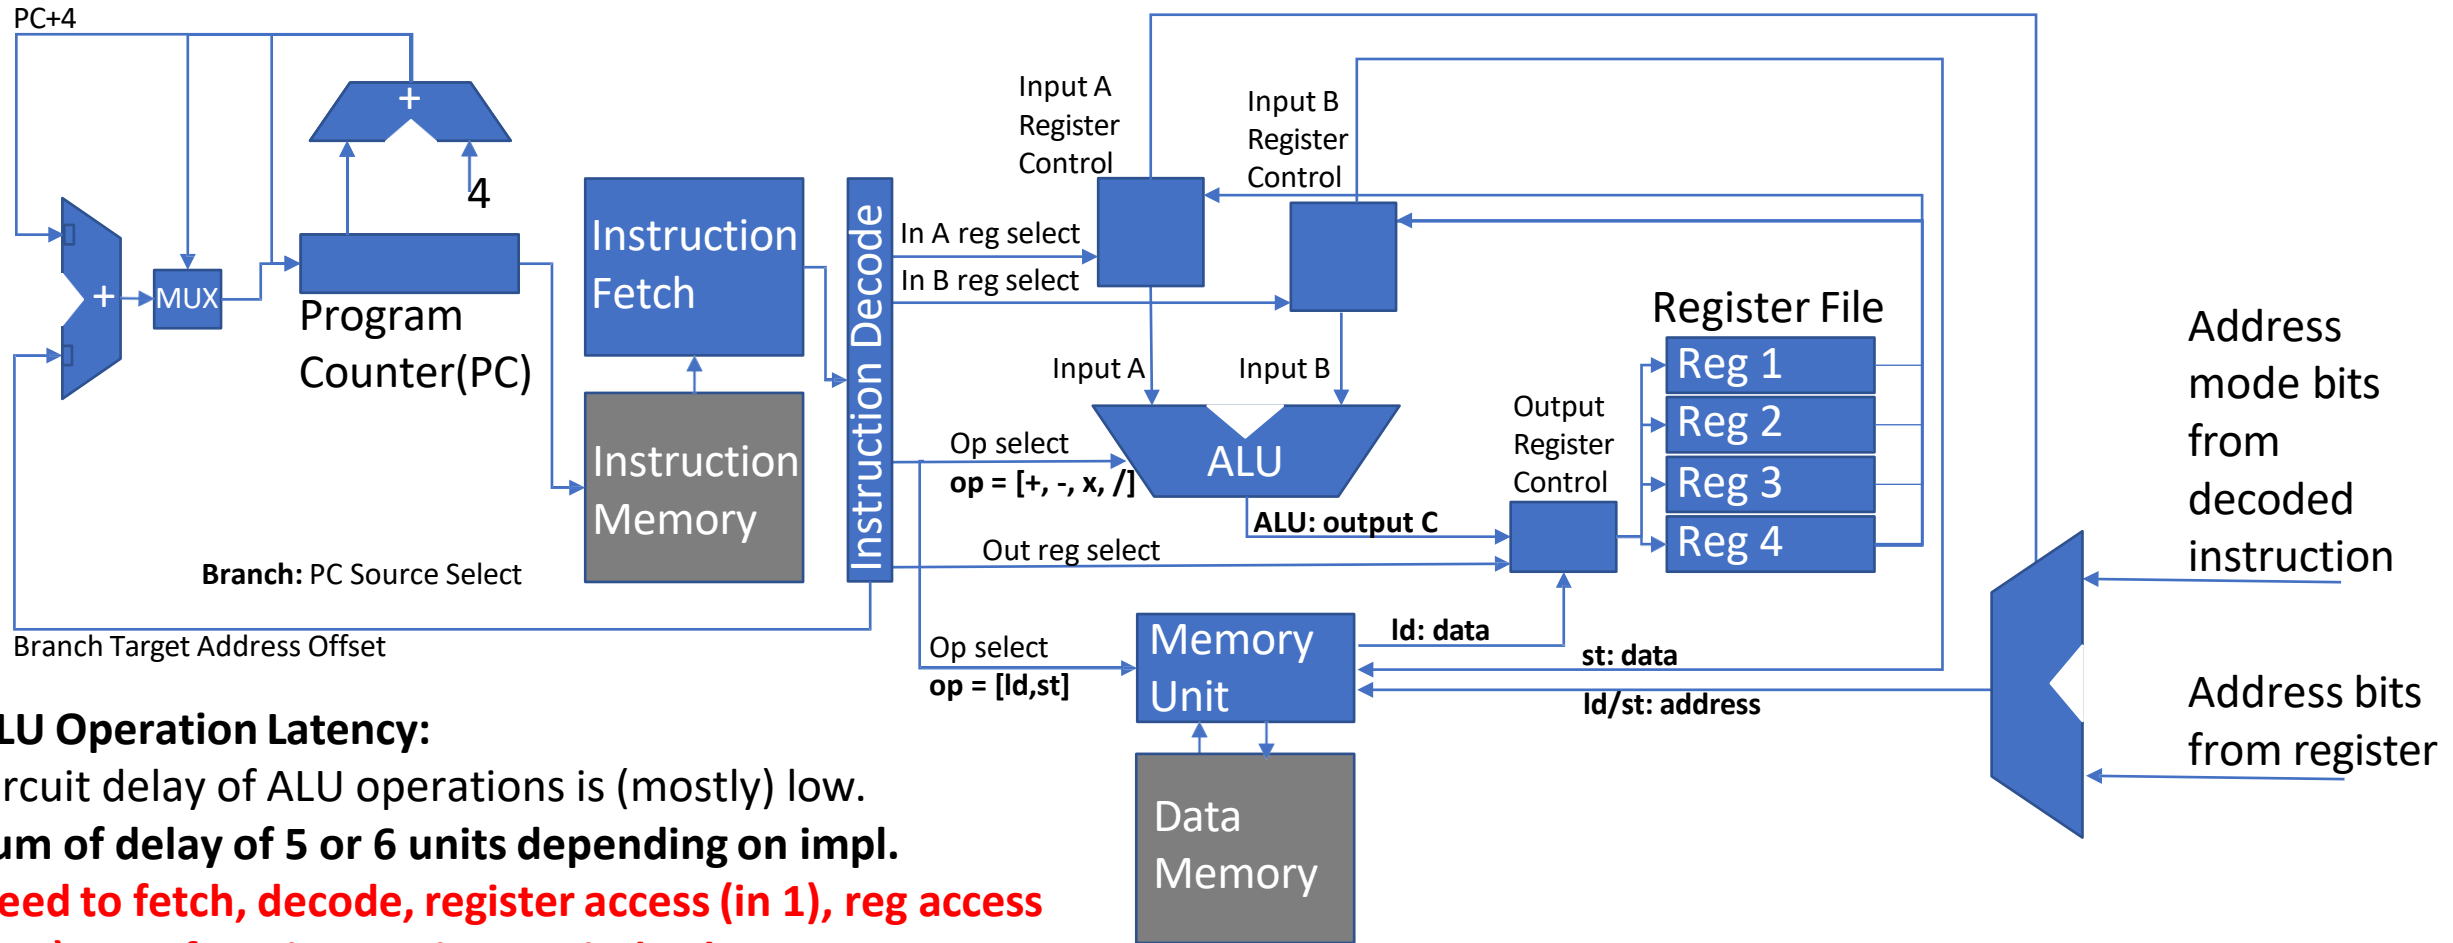 PC+4
+
4
+
MUX
Program
Counter(PC)
Instruction
Fetch
Instruction
Memory
Instruction Decode
Branch: PC Source Select
Branch Target Address Offset
Input A
Register
Control
Input B
Register
Control
In A reg select
In B reg select
Input A
Input B
Op select
op = [+, -, x, /]
ALU
ALU: output C
Out reg select
Output
Register
Control
Register File
Reg 1
Reg 2
Reg 3
Reg 4
Op select
op = [ld,st]
Memory
Unit
ld: data
st: data
ld/st: address
Data
Memory
Address
mode bits
from
decoded
instruction
Address bits
from register
LU Operation Latency:
ircuit delay of ALU operations is (mostly) low.
um of delay of 5 or 6 units depending on impl.
eed to fetch, decode, register access (in 1), reg access